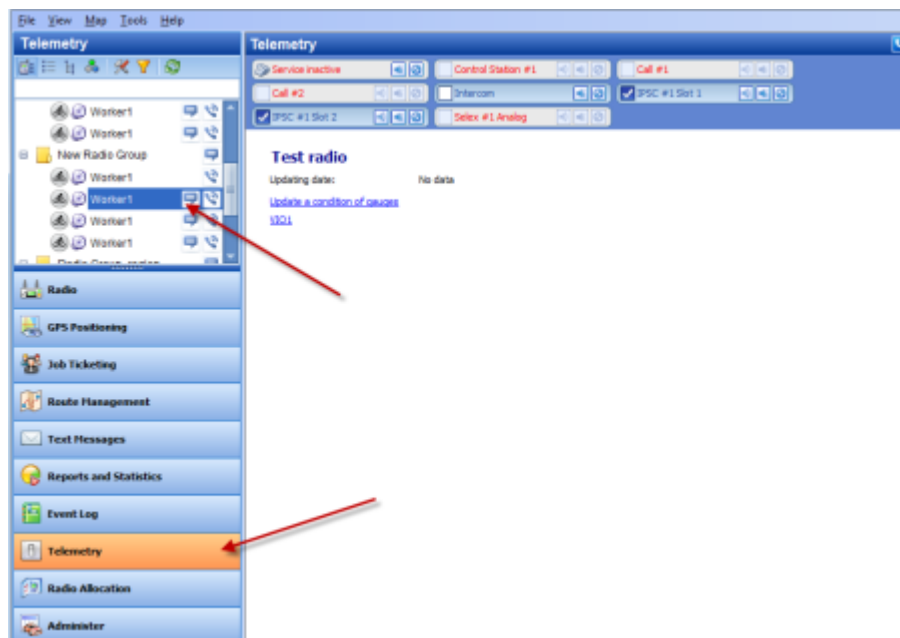 File View Map Tools Help
Telemetry
Telemetry
Service inactive
Control Station #1
Call #1
Call #2
Intercom
IPSC #1 Slot 1
IPSC #1 Slot 2
Selex #1 Analog
Worker1
Worker1
New Radio Group
Worker1
Worker1
Worker1
Worker1
Radio Group region
Test radio
Updating date: No data
Update a condition of gauges
VIO1
Radio
GPS Positioning
Job Ticketing
Route Management
Text Messages
Reports and Statistics
Event Log
Telemetry
Radio Allocation
Administer